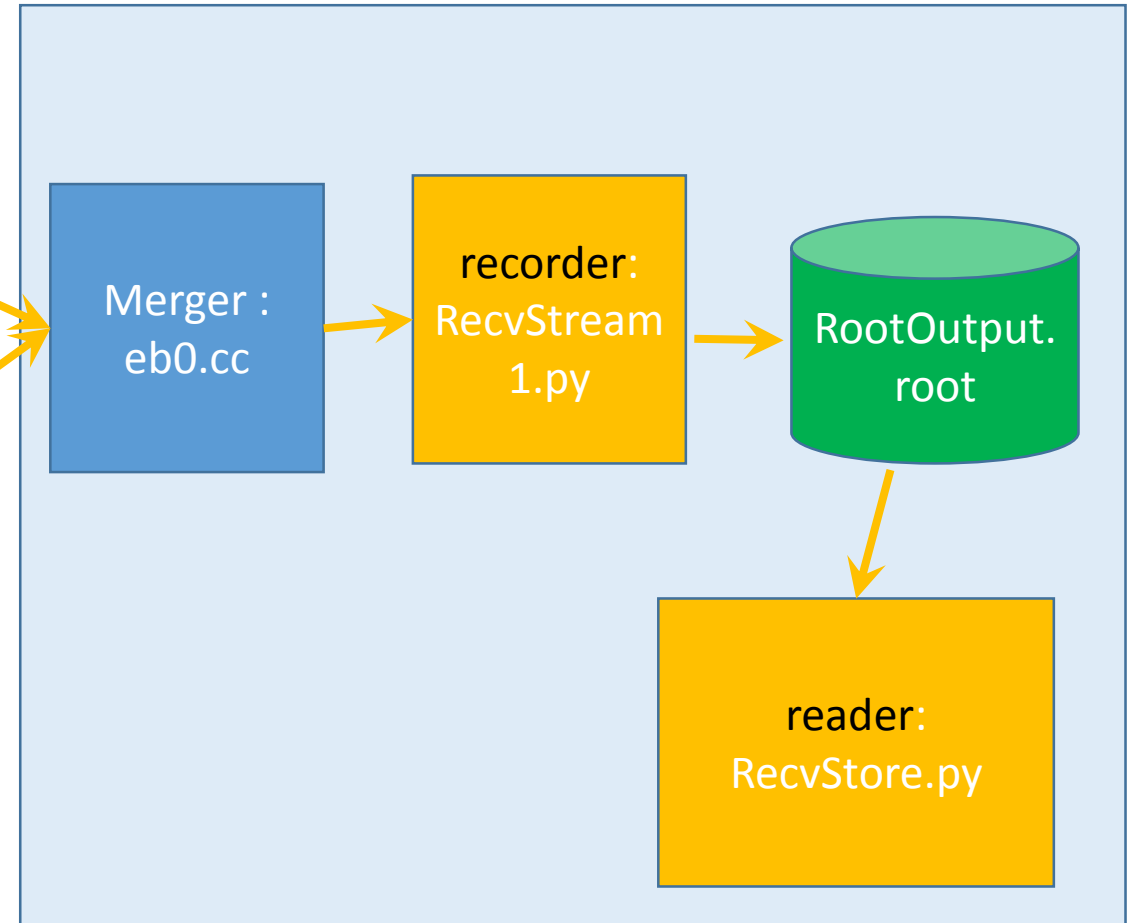 Merger :
eb0.cc
recorder:
RecvStream
1.py
RootOutput.
root
reader:
RecvStore.py